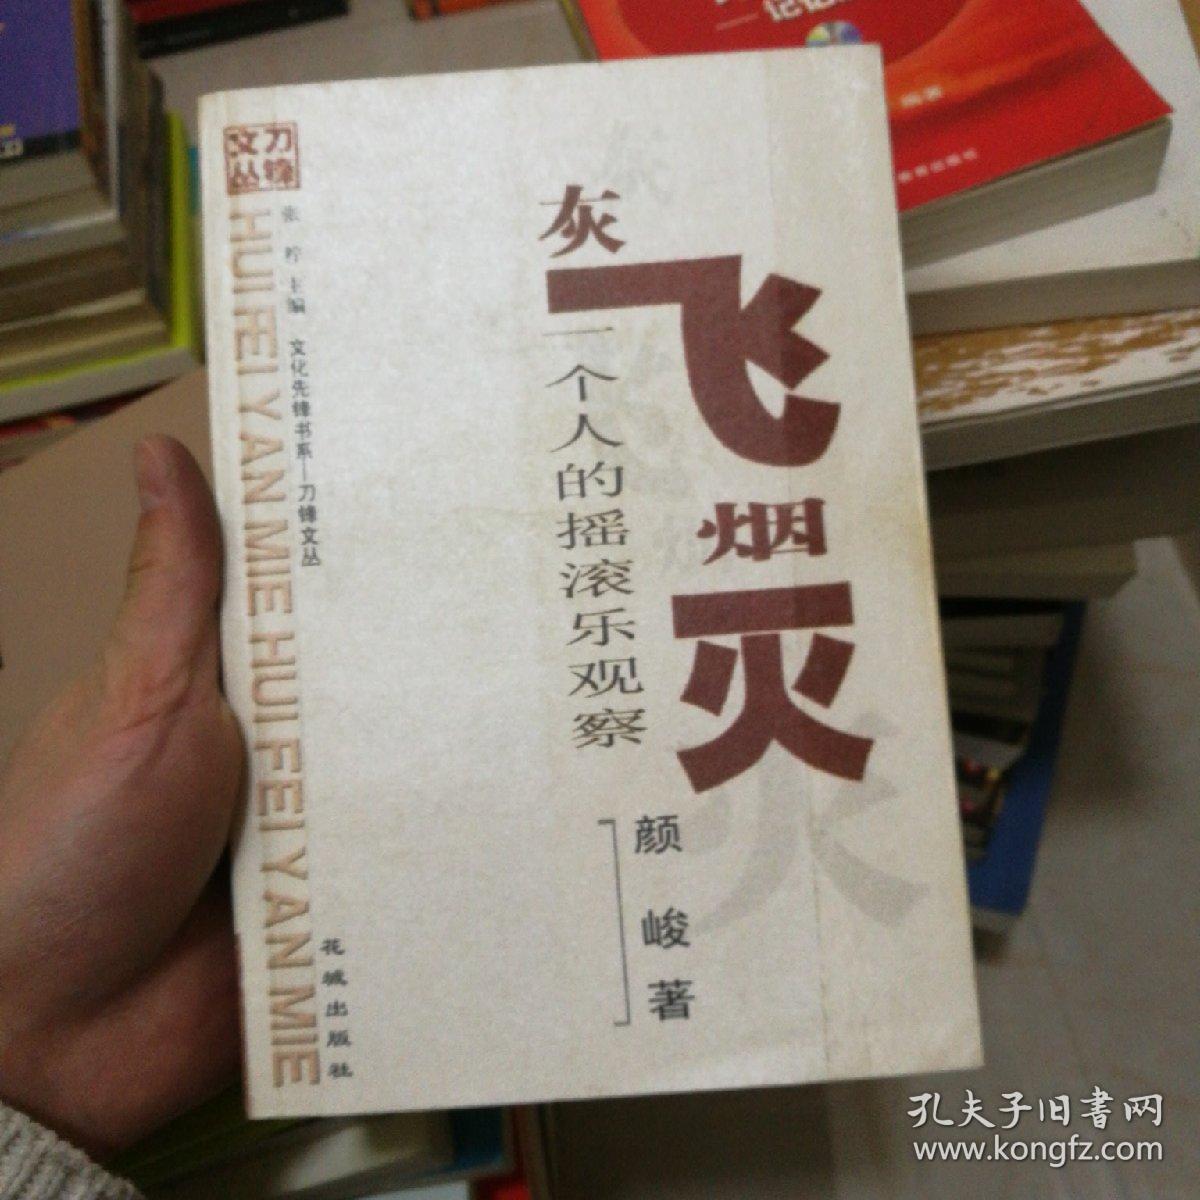 刀锋
文丛
张柠 主编 文化先锋书系—刀锋文丛
HUI FEI YAN MIE HUI FEI YAN MIE
灰飞烟灭
一个人的摇滚乐观察
颜峻著
花城出版社
孔夫子旧書网
www.kongfz.com